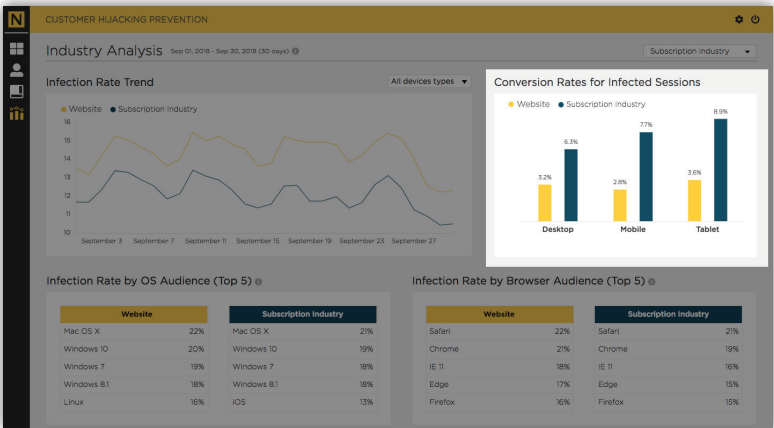 N CUSTOMER HIJACKING PREVENTION
Industry Analysis Sep 01, 2018 - Sep 30, 2018 (30 days) Subscription Industry
Infection Rate Trend All devices types
Website Subscription Industry
16
15
14
13
12
11
10
September 3 September 7 September 11 September 15 September 19 September 23 September 27
Conversion Rates for Infected Sessions
Website Subscription Industry
3.2% 6.3% 2.8% 7.7% 3.6% 8.9%
Desktop Mobile Tablet
Infection Rate by OS Audience (Top 5)
Website Subscription Industry
Mac OS X 22% Mac OS X 21%
Windows 10 20% Windows 10 19%
Windows 7 19% Windows 7 18%
Windows 8.1 18% Windows 8.1 18%
Linux 16% iOS 13%
Infection Rate by Browser Audience (Top 5)
Website Subscription Industry
Safari 22% Safari 21%
Chrome 21% Chrome 19%
IE 11 18% IE 11 16%
Edge 17% Edge 15%
Firefox 16% Firefox 15%